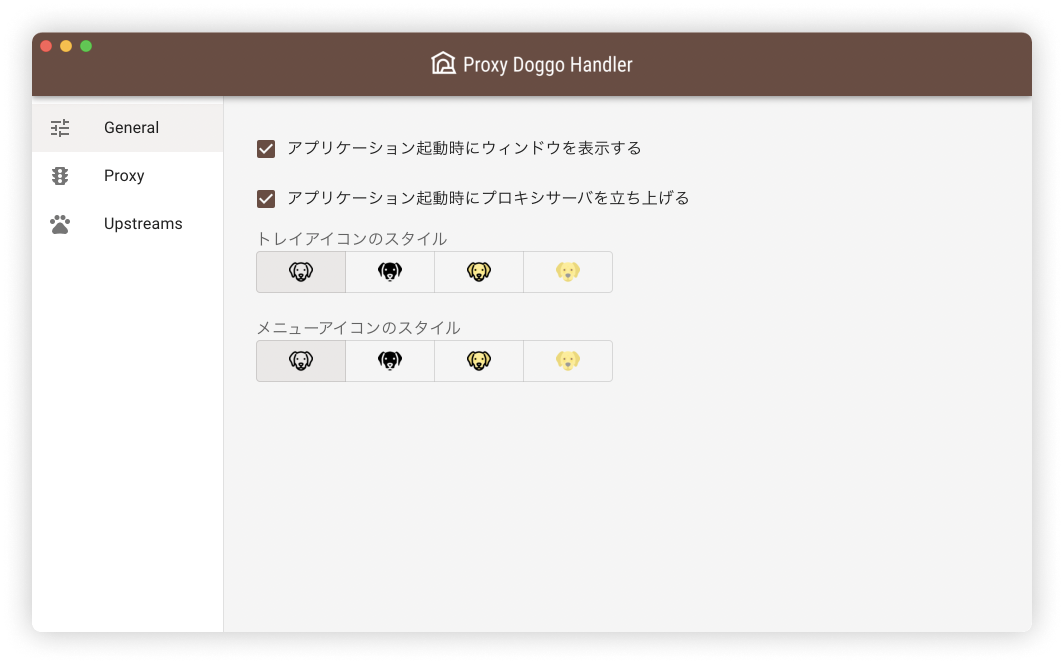 Proxy Doggo Handler
General
Proxy
Upstreams
アプリケーション起動時にウィンドウを表示する
アプリケーション起動時にプロキシサーバを立ち上げる
トレイアイコンのスタイル
メニューアイコンのスタイル